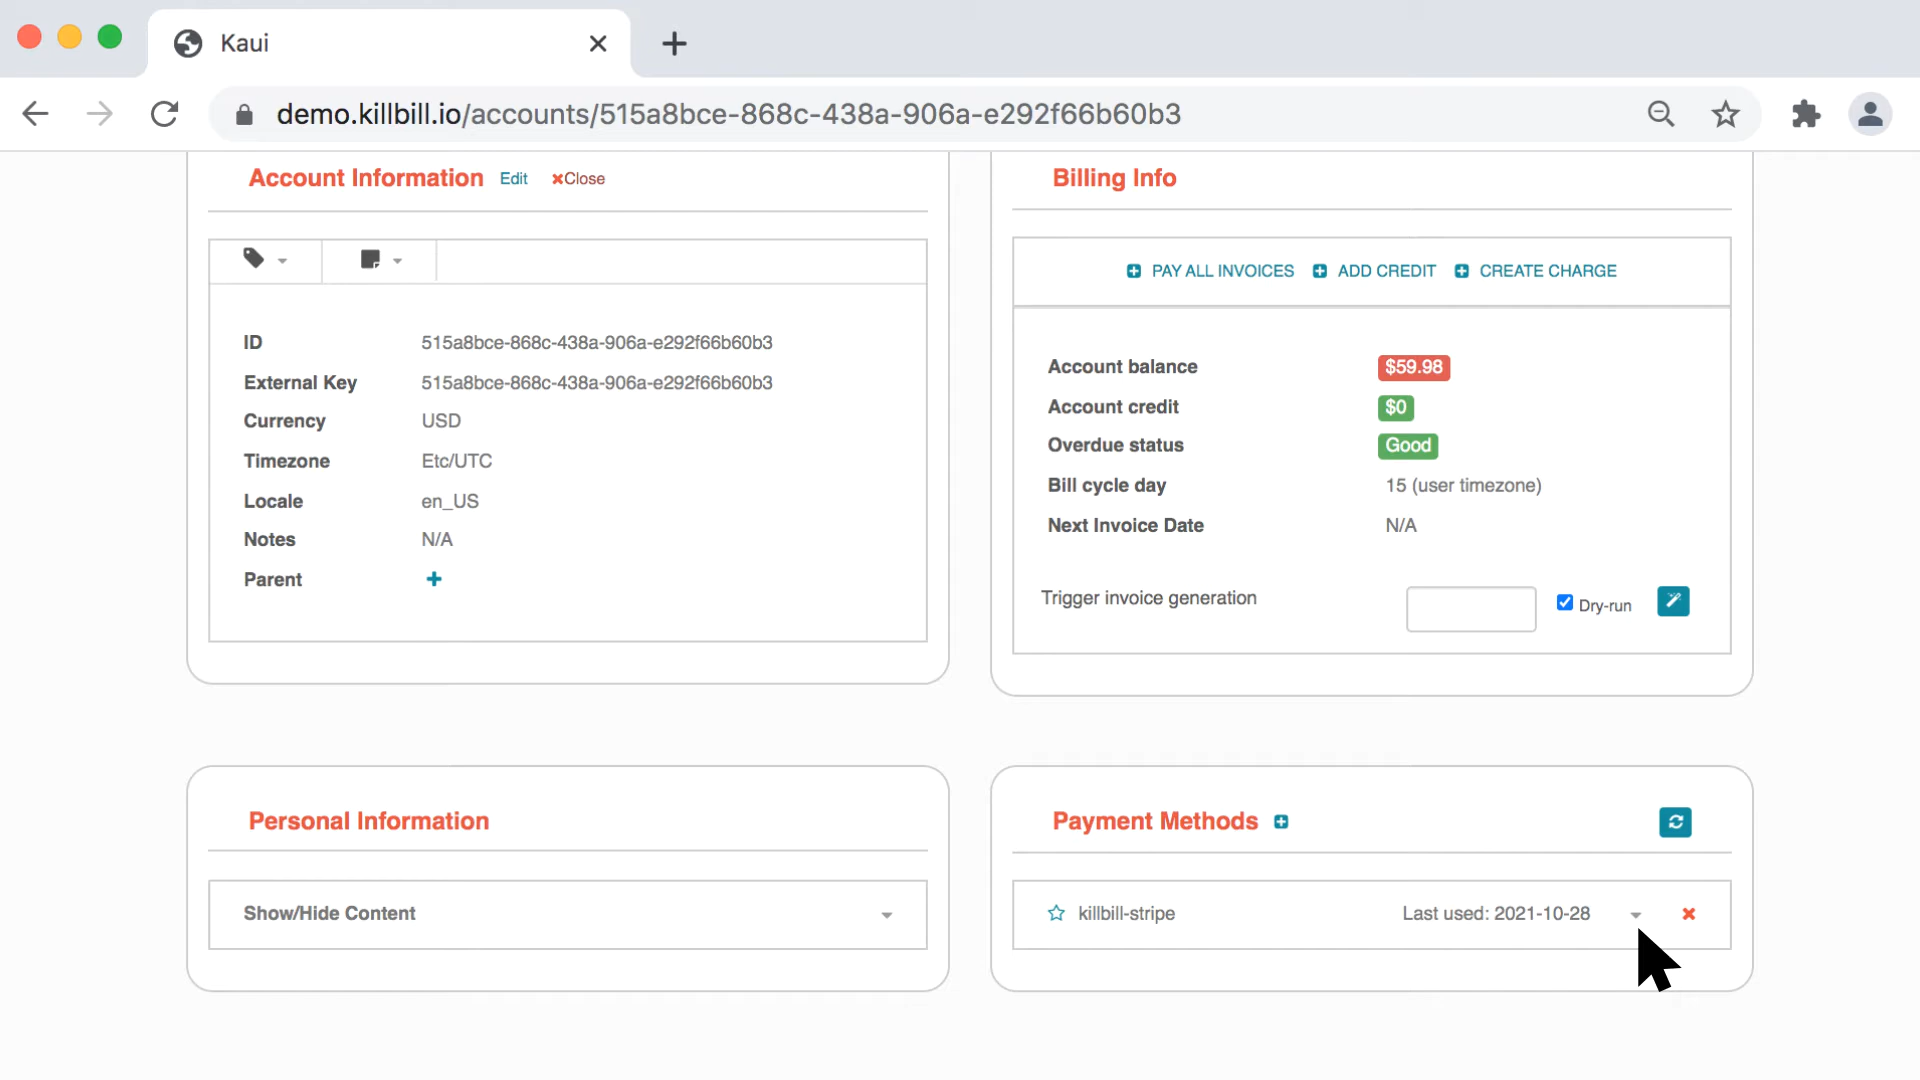 Kaui
demo.killbill.io/accounts/515a8bce-868c-438a-906a-e292f66b60b3
Account Information Edit Close
ID 515a8bce-868c-438a-906a-e292f66b60b3
External Key 515a8bce-868c-438a-906a-e292f66b60b3
Currency USD
Timezone Etc/UTC
Locale en_US
Notes N/A
Parent
Billing Info
PAY ALL INVOICES ADD CREDIT CREATE CHARGE
Account balance $59.98
Account credit $0
Overdue status Good
Bill cycle day 15 (user timezone)
Next Invoice Date N/A
Trigger invoice generation Dry-run
Personal Information
Show/Hide Content
Payment Methods
killbill-stripe Last used: 2021-10-28